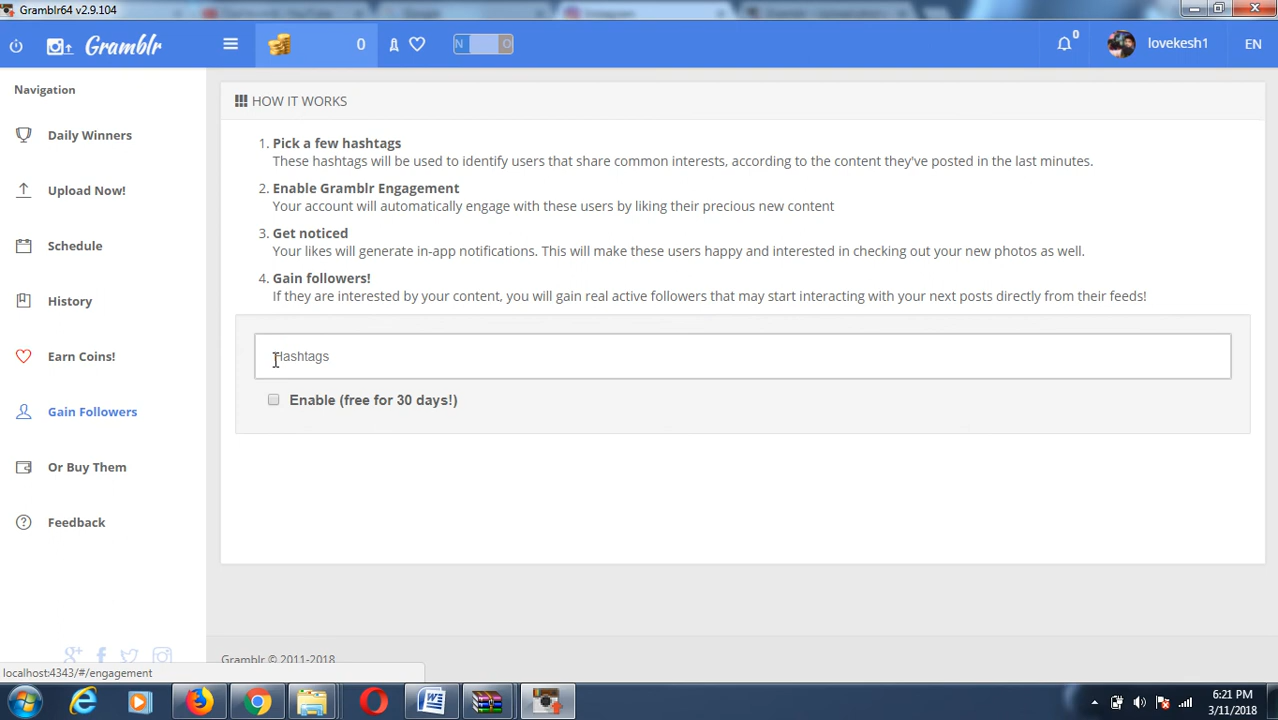 Gramblr64 v2.9.104
Gramblr
0
N
O
0
lovekesh1
EN
Navigation
Daily Winners
Upload Now!
Schedule
History
Earn Coins!
Gain Followers
Or Buy Them
Feedback
HOW IT WORKS
1. Pick a few hashtags
These hashtags will be used to identify users that share common interests, according to the content they've posted in the last minutes.
2. Enable Gramblr Engagement
Your account will automatically engage with these users by liking their precious new content
3. Get noticed
Your likes will generate in-app notifications. This will make these users happy and interested in checking out your new photos as well.
4. Gain followers!
If they are interested by your content, you will gain real active followers that may start interacting with your next posts directly from their feeds!
Hashtags
Enable (free for 30 days!)
Gramblr © 2011-2018
localhost:4343/#/engagement
6:21 PM
3/11/2018